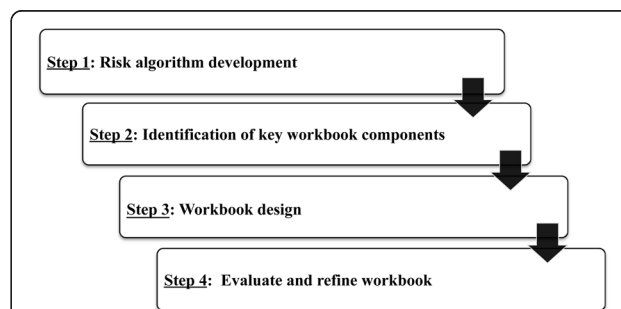 Step 1: Risk algorithm development
Step 2: Identification of key workbook components
Step 3: Workbook design
Step 4:  Evaluate and refine workbook